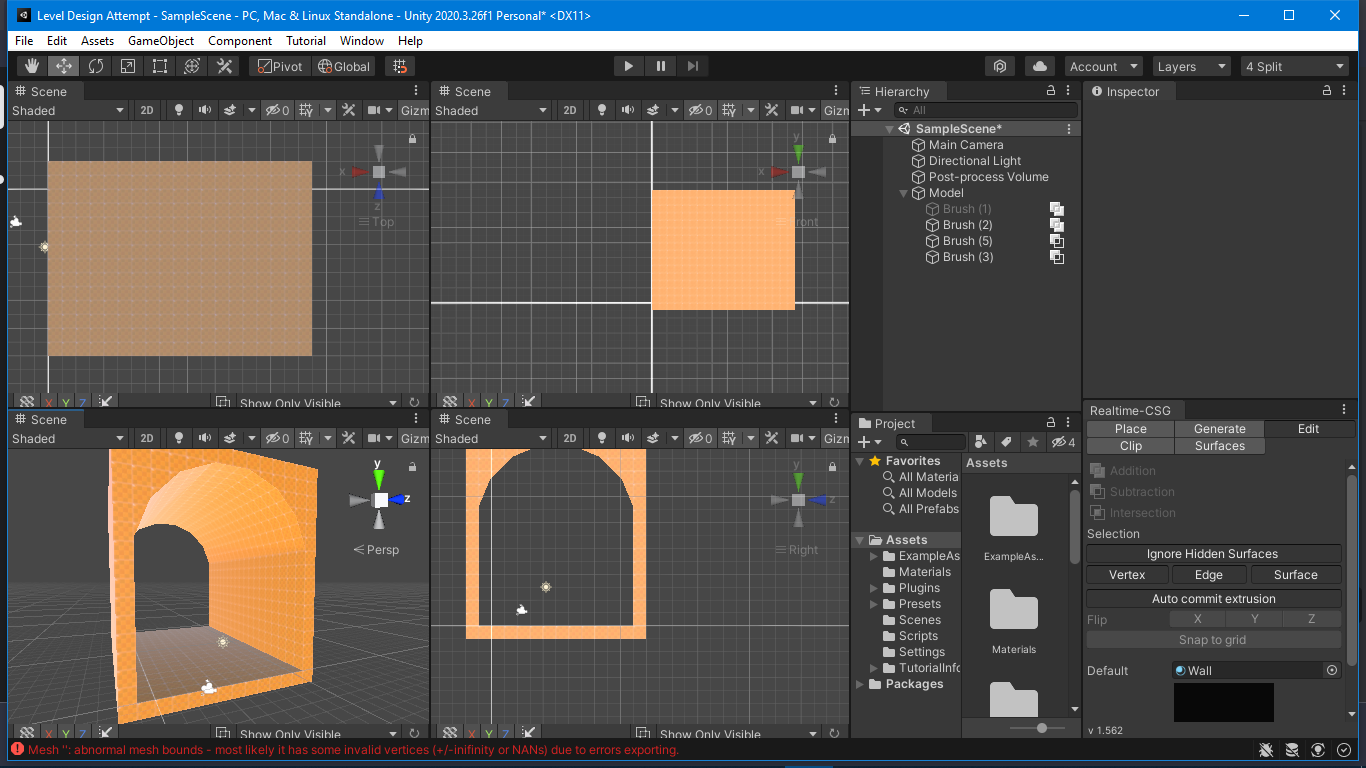 Level Design Attempt - SampleScene - PC, Mac & Linux Standalone - Unity 2020.3.26f1 Personal* <DX11>
File Edit Assets GameObject Component Tutorial Window Help
Pivot Global Account Layers 4 Split
Scene
Shaded 2D 0 Gizm
x z
Top
X Y Z Show Only Visible
Scene
Shaded 2D 0 Gizm
y
x
Front
X Y Z Show Only Visible
Scene
Shaded 2D 0 Gizm
y
z
Persp
X Y Z Show Only Visible
Scene
Shaded 2D 0 Gizm
y
z
Right
X Y Z Show Only Visible
Hierarchy
All
SampleScene*
Main Camera
Directional Light
Post-process Volume
Model
Brush (1)
Brush (2)
Brush (5)
Brush (3)
Inspector
Project
4
Favorites
All Materia
All Models
All Prefabs
Assets
ExampleAs
Materials
Plugins
Presets
Scenes
Scripts
Settings
TutorialInfo
Packages
Assets
ExampleAs...
Materials
Realtime-CSG
Place Generate Edit
Clip Surfaces
Addition
Subtraction
Intersection
Selection
Ignore Hidden Surfaces
Vertex Edge Surface
Auto commit extrusion
Flip X Y Z
Snap to grid
Default Wall
v 1.562
Mesh '': abnormal mesh bounds - most likely it has some invalid vertices (+/-inifinity or NANs) due to errors exporting.